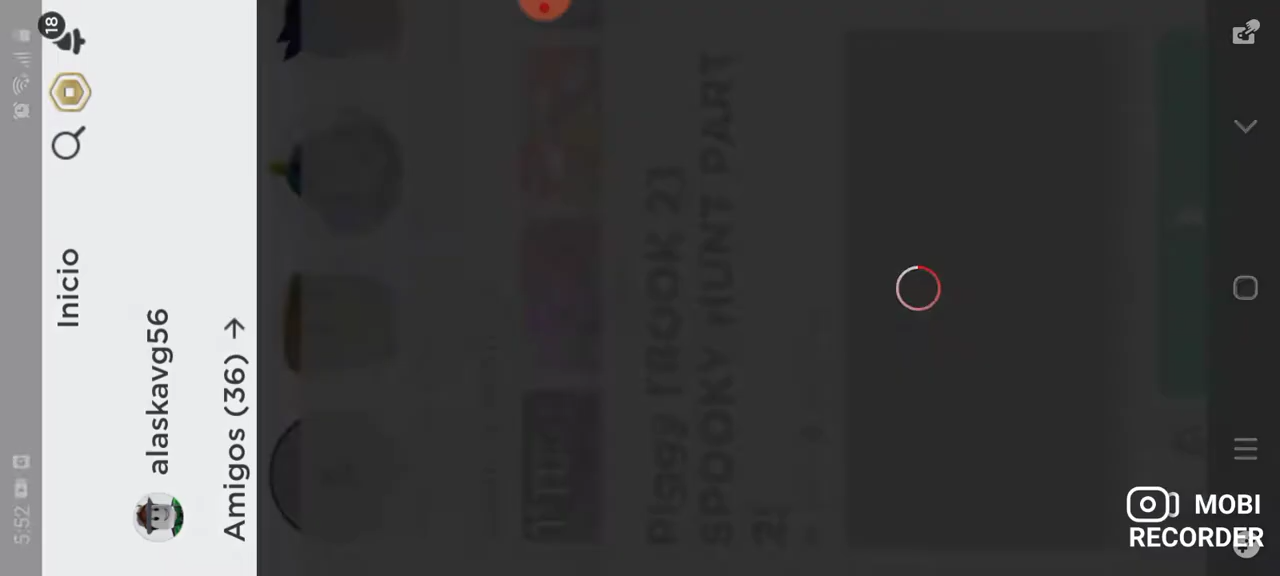 5:52
18
Inicio
alaskavg56
Amigos (36) →
Piggy [BOOK 2]
SPOOKY HUNT PART
2!
MOBI
RECORDER